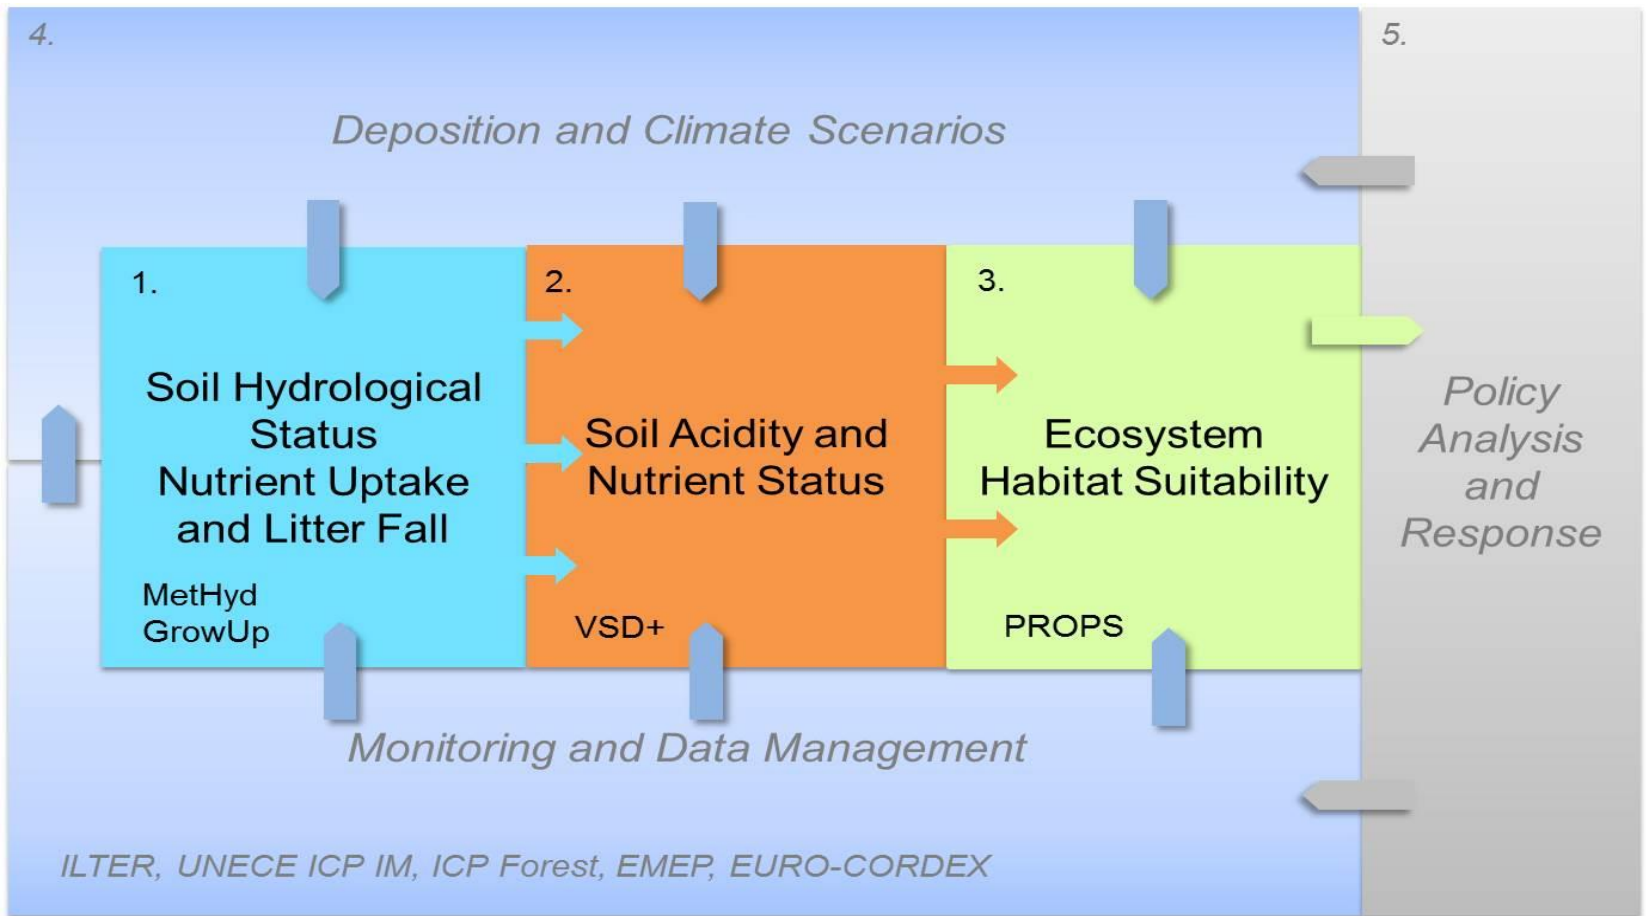 4.
5.
Deposition and Climate Scenarios
1.
Soil Hydrological
Status
Nutrient Uptake
and Litter Fall
MetHyd
GrowUp
2.
Soil Acidity and
Nutrient Status
VSD+
3.
Ecosystem
Habitat Suitability
PROPS
Policy
Analysis
and
Response
Monitoring and Data Management
ILTER, UNECE ICP IM, ICP Forest, EMEP, EURO-CORDEX